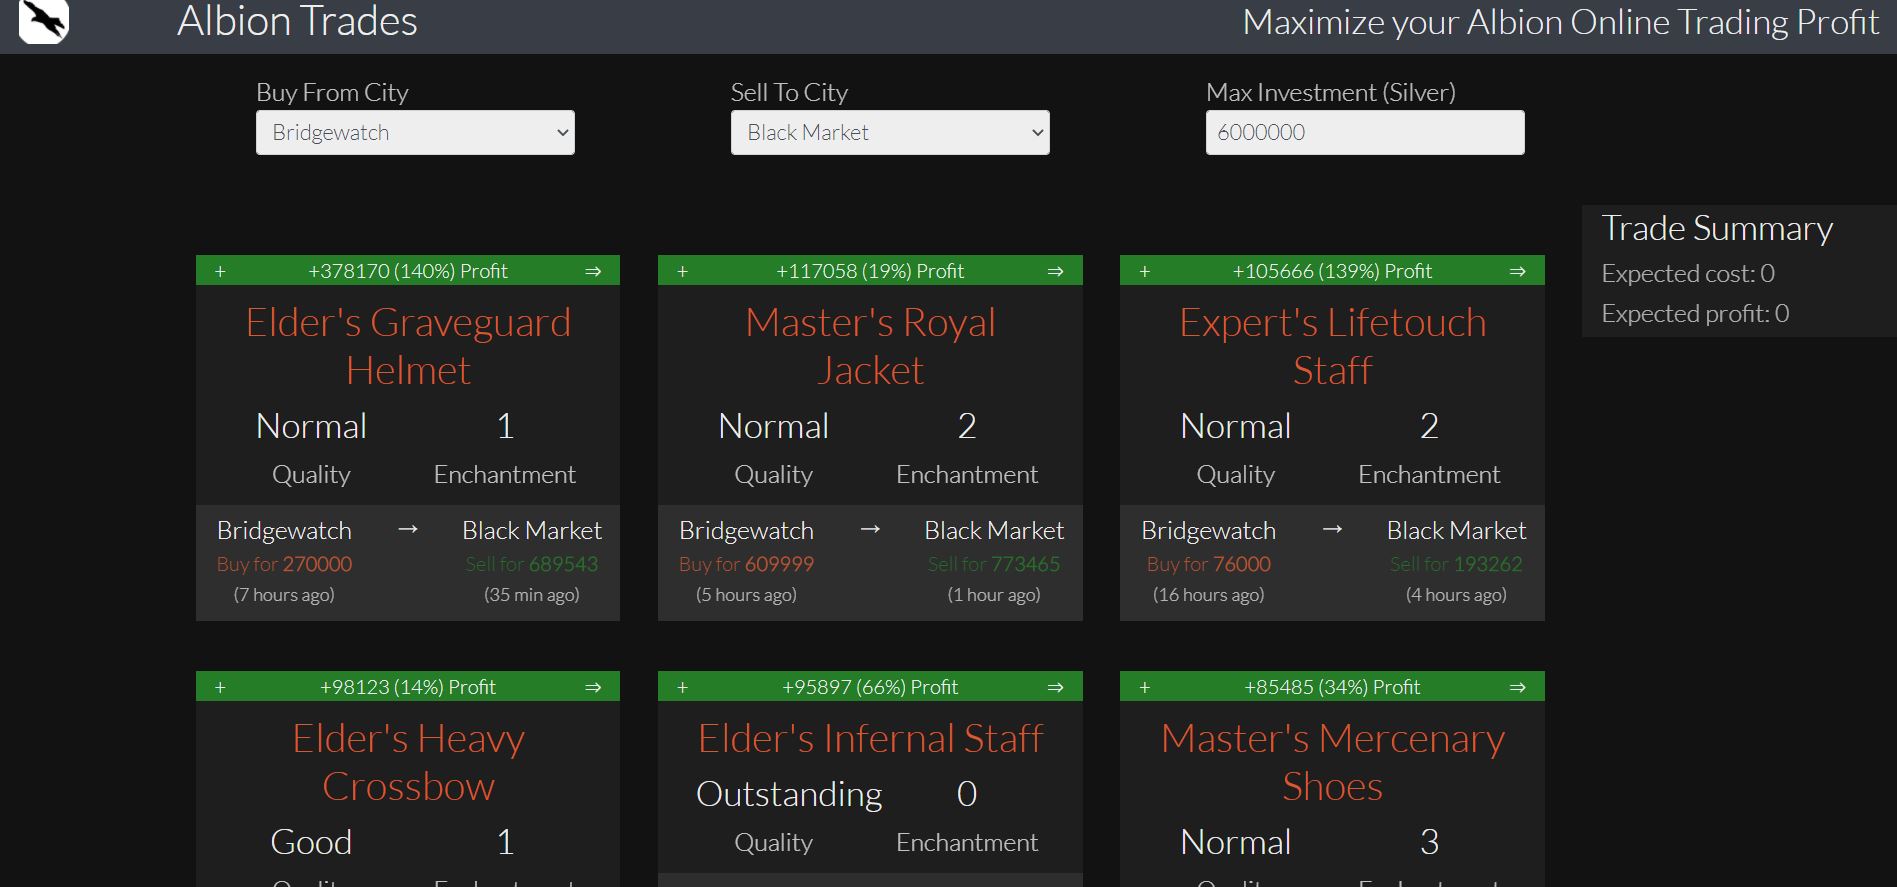 Albion Trades
Maximize your Albion Online Trading Profit
Buy From City
Bridgewatch
Sell To City
Black Market
Max Investment (Silver)
6000000
Trade Summary
Expected cost: 0
Expected profit: 0
+ +378170 (140%) Profit ⇒
Elder's Graveguard
Helmet
Normal 1
Quality Enchantment
Bridgewatch → Black Market
Buy for 270000 Sell for 689543
(7 hours ago) (35 min ago)
+ +117058 (19%) Profit ⇒
Master's Royal
Jacket
Normal 2
Quality Enchantment
Bridgewatch → Black Market
Buy for 609999 Sell for 773465
(5 hours ago) (1 hour ago)
+ +105666 (139%) Profit ⇒
Expert's Lifetouch
Staff
Normal 2
Quality Enchantment
Bridgewatch → Black Market
Buy for 76000 Sell for 193262
(16 hours ago) (4 hours ago)
+ +98123 (14%) Profit ⇒
Elder's Heavy
Crossbow
Good 1
+ +95897 (66%) Profit ⇒
Elder's Infernal Staff
Outstanding 0
Quality Enchantment
+ +85485 (34%) Profit ⇒
Master's Mercenary
Shoes
Normal 3